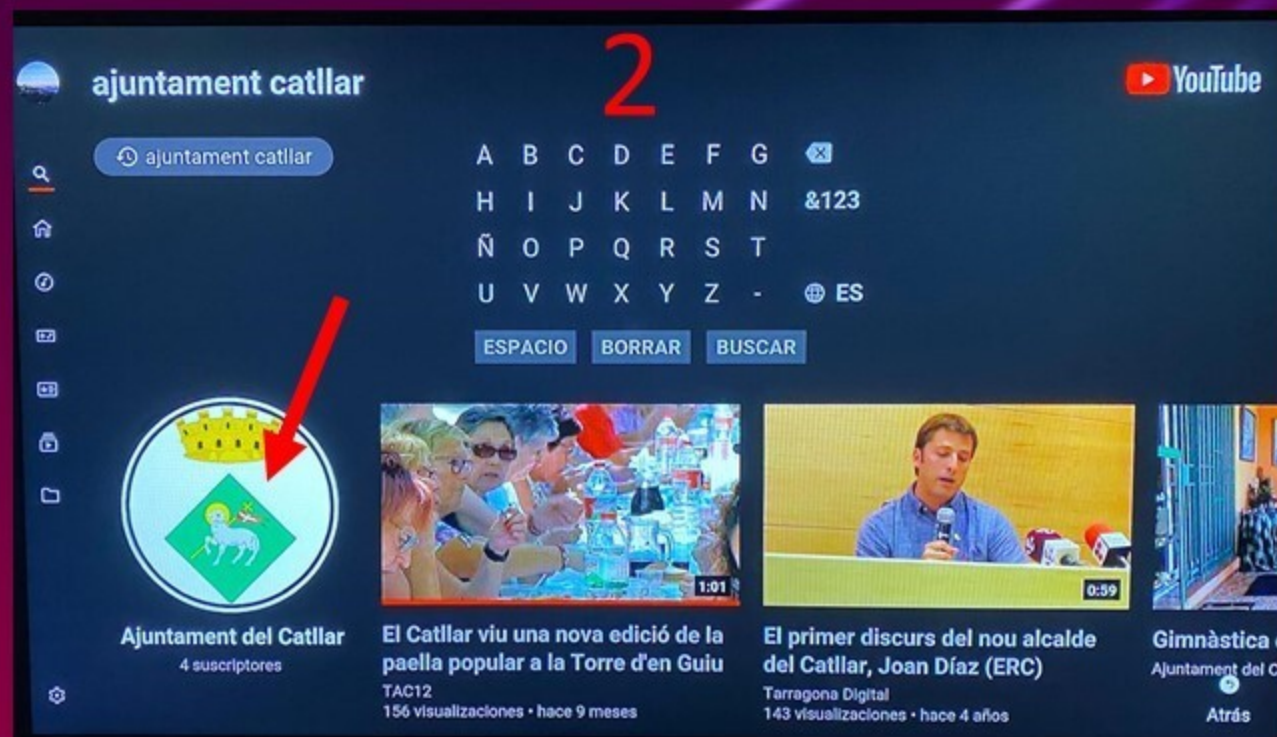 2
ajuntament catllar
YouTube
ajuntament catllar
A B C D E F G
H I J K L M N &123
Ñ O P Q R S T
U V W X Y Z - ES
ESPACIO BORRAR BUSCAR
1:01
0:59
Ajuntament del Catllar
4 suscriptores
El Catllar viu una nova edició de la
paella popular a la Torre d'en Guiu
TAC12
156 visualizaciones • hace 9 meses
El primer discurs del nou alcalde
del Catllar, Joan Díaz (ERC)
Tarragona Digital
143 visualizaciones • hace 4 años
Gimnàstica
Ajuntament del C
Atrás